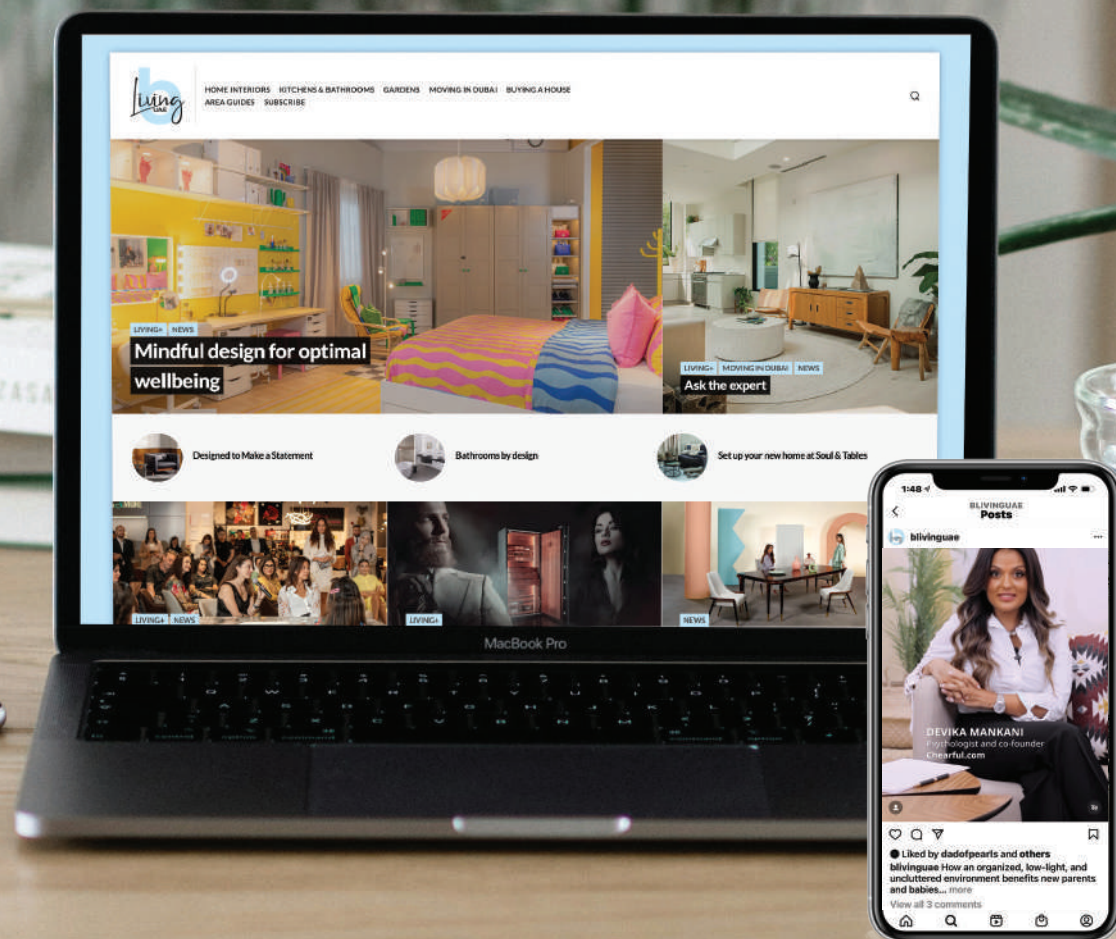 b
Living
UAE
HOME INTERIORS KITCHENS & BATHROOMS GARDENS MOVING IN DUBAI BUYING A HOUSE
AREA GUIDES SUBSCRIBE
LIVING+ NEWS
Mindful design for optimal
wellbeing
LIVING+ MOVING IN DUBAI NEWS
Ask the expert
Designed to Make a Statement
Bathrooms by design
Set up your new home at Soul & Tables
LIVING+ NEWS
LIVING+
NEWS
MacBook Pro
1:48
BLIVINGUAE
Posts
blivinguae
DEVIKA MANKANI
Psychologist and co-founder
Chearful.com
Liked by dadofpearls and others
blivinguae How an organized, low-light, and
uncluttered environment benefits new parents
and babies... more
View all 3 comments